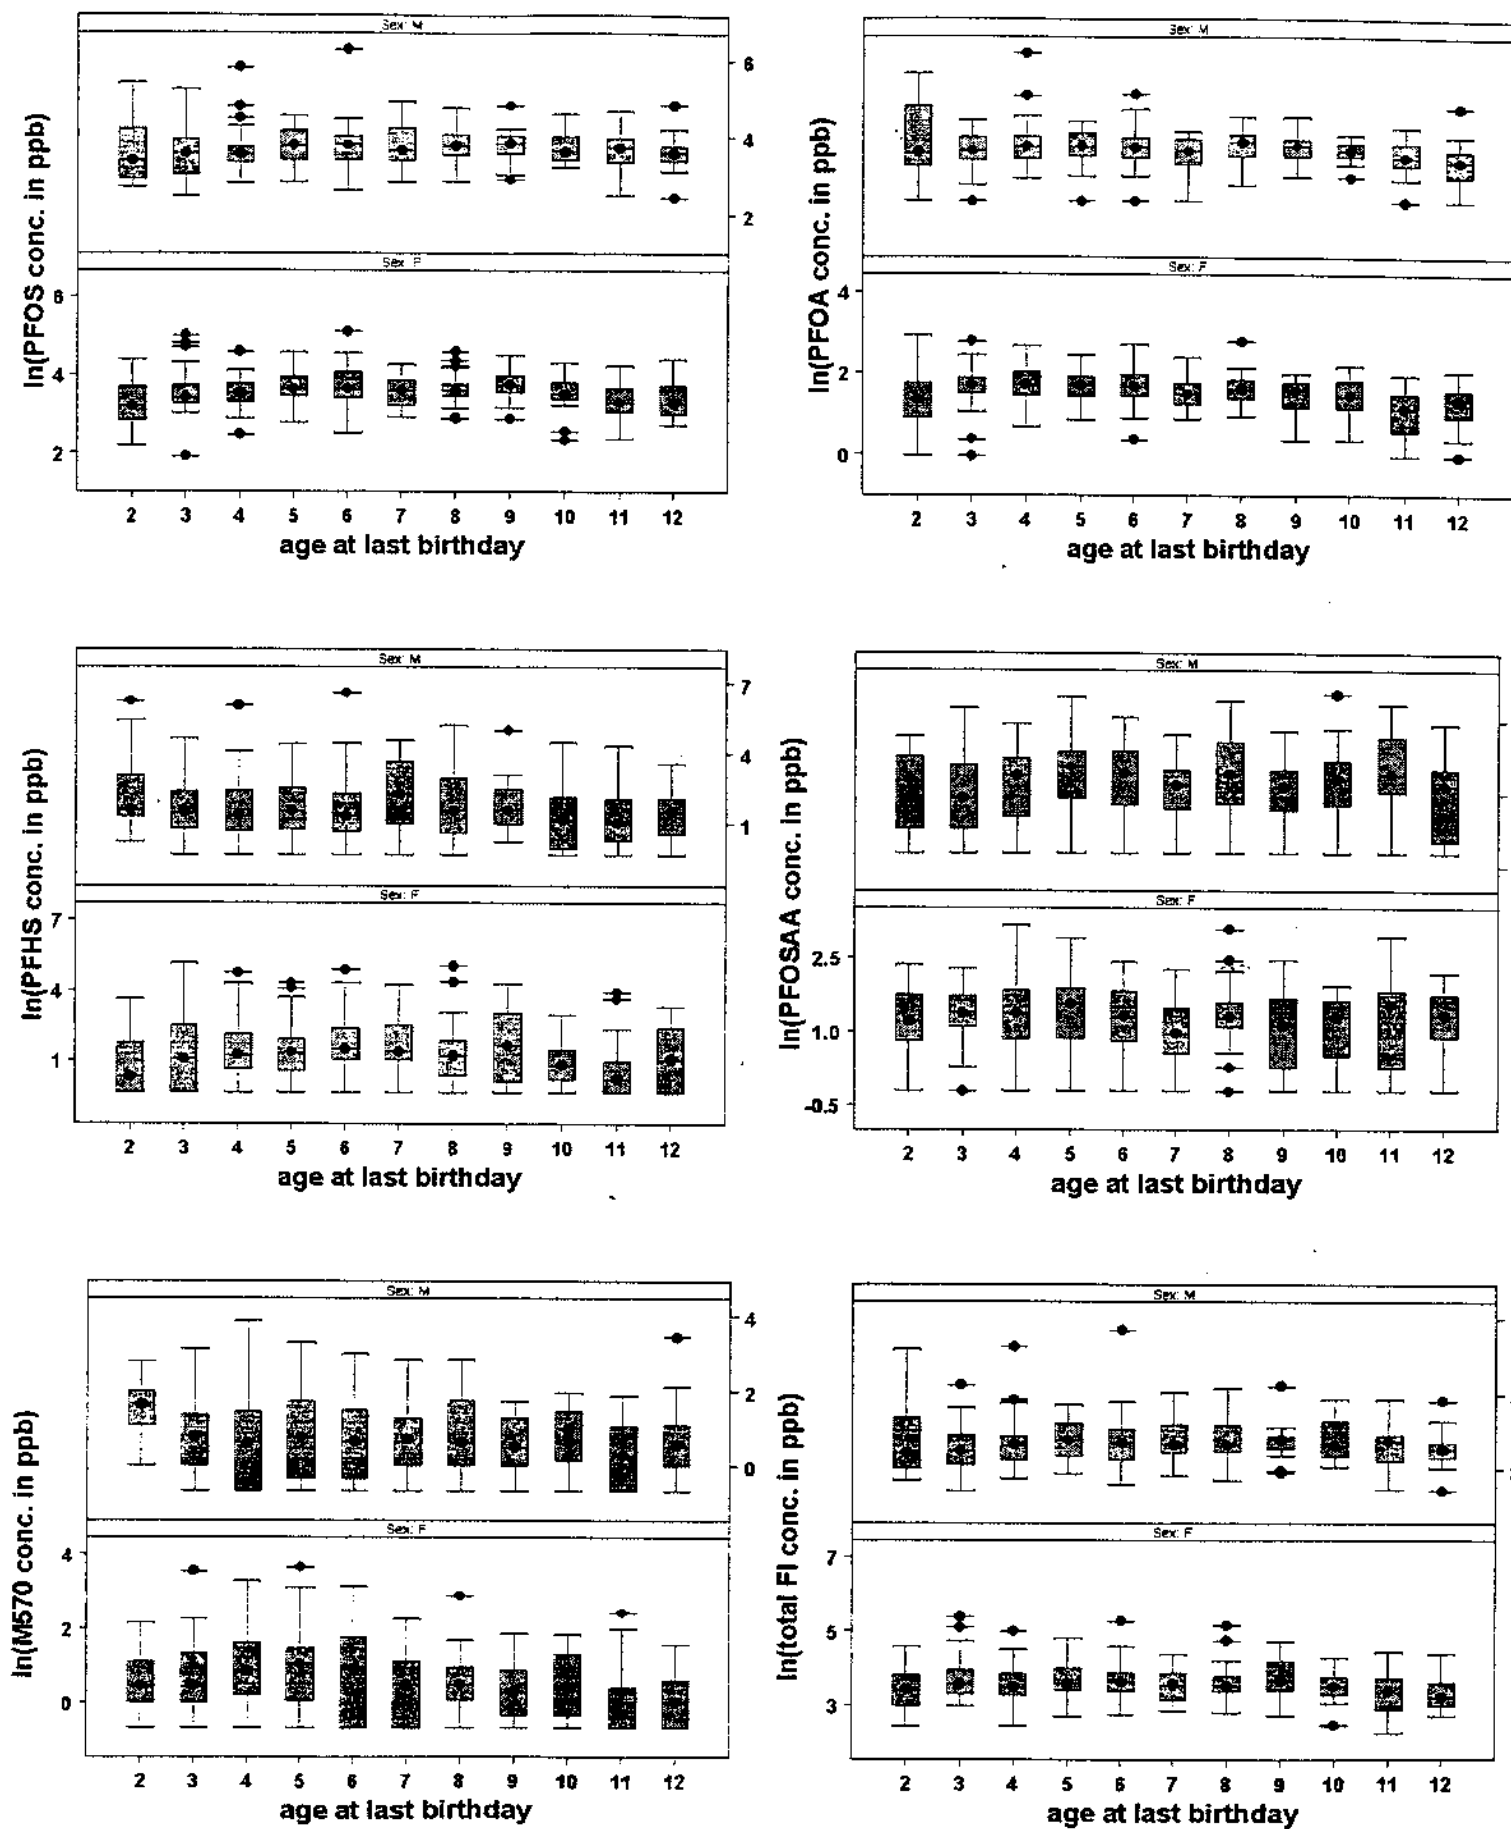 Sex: M
6
4
2
ln(PFOS conc. in ppb)
Sex: F
6
4
2
2 3 4 5 6 7 8 9 10 11 12
age at last birthday
Sex: M
ln(PFOA conc. in ppb)
Sex: F
4
2
0
2 3 4 5 6 7 8 9 10 11 12
age at last birthday
Sex: M
7
4
1
ln(PFHS conc. in ppb)
Sex: F
7
4
1
2 3 4 5 6 7 8 9 10 11 12
age at last birthday
Sex: M
ln(PFOSAA conc. in ppb)
Sex: F
2.5
1.0
-0.5
2 3 4 5 6 7 8 9 10 11 12
age at last birthday
Sex: M
4
2
0
ln(M570 conc. in ppb)
Sex: F
4
2
0
2 3 4 5 6 7 8 9 10 11 12
age at last birthday
Sex: M
ln(total Fl conc. in ppb)
Sex: F
7
5
3
2 3 4 5 6 7 8 9 10 11 12
age at last birthday